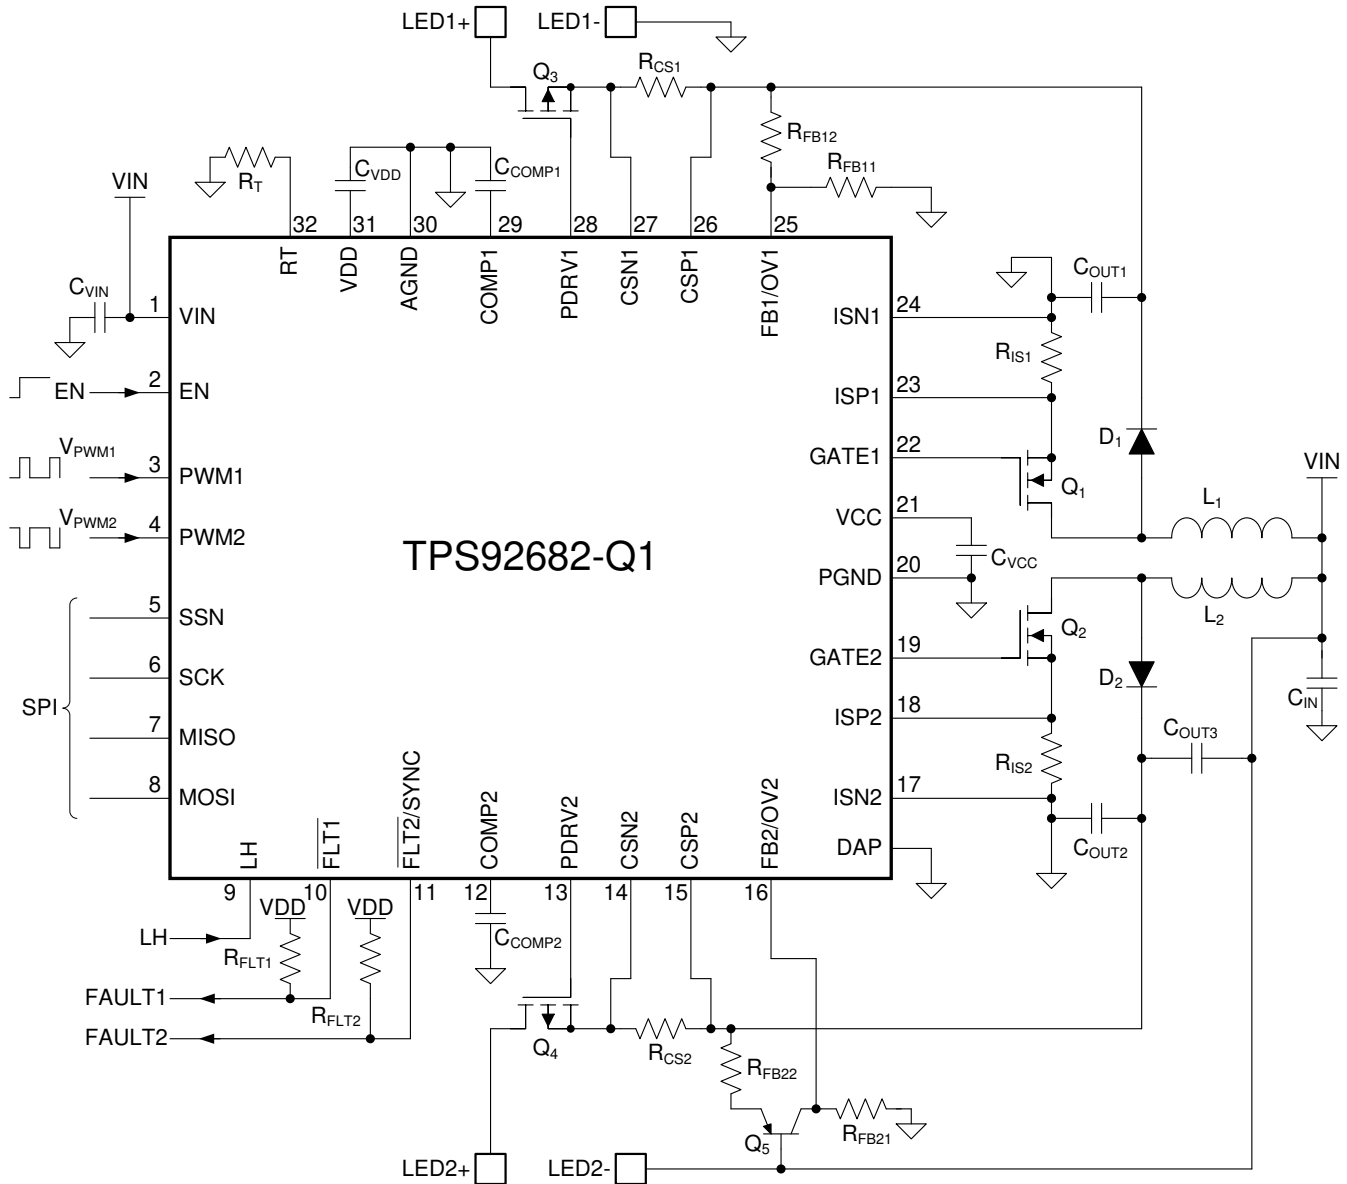 LED1+
LED1-
Q3
RCS1
RFB12
RFB11
RT
CVDD
CCOMP1
VIN
32
31
30
29
28
27
26
25
RT
VDD
AGND
COMP1
PDRV1
CSN1
CSP1
FB1/OV1
CVIN
1
VIN
EN
2
EN
VPWM1
3
PWM1
VPWM2
4
PWM2
SPI
5
SSN
6
SCK
7
MISO
8
MOSI
TPS92682-Q1
ISN1
24
ISP1
23
GATE1
22
VCC
21
PGND
20
GATE2
19
ISP2
18
ISN2
17
DAP
COUT1
RIS1
D1
Q1
L1
VIN
CVCC
L2
Q2
D2
CIN
COUT3
RIS2
COUT2
LH
FLT1
FLT2/SYNC
COMP2
PDRV2
CSN2
CSP2
FB2/OV2
9
10
11
12
13
14
15
16
VDD
VDD
LH
RFLT1
CCOMP2
FAULT1
RFLT2
FAULT2
Q4
RCS2
RFB22
Q5
RFB21
LED2+
LED2-